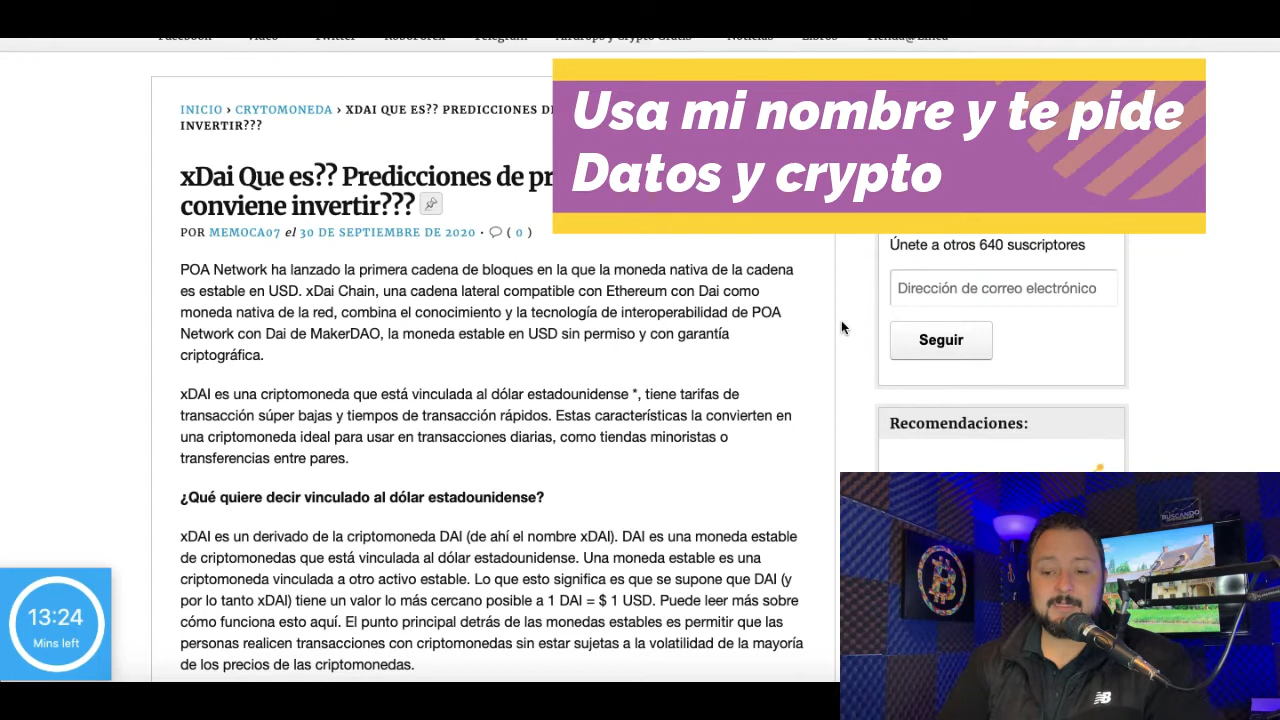 Facebook Video Twitter RoboForex Telegram Airdrops y Crypto Gratis Noticias Libros Tienda@Linea
Usa mi nombre y te pide
Datos y crypto
INICIO › CRYTOMONEDA › XDAI QUE ES?? PREDICCIONES DE
INVERTIR???
xDai Que es?? Predicciones de pr
conviene invertir???
POR MEMOCA07 el 30 DE SEPTIEMBRE DE 2020 • ( 0 )
POA Network ha lanzado la primera cadena de bloques en la que la moneda nativa de la cadena
es estable en USD. xDai Chain, una cadena lateral compatible con Ethereum con Dai como
moneda nativa de la red, combina el conocimiento y la tecnología de interoperabilidad de POA
Network con Dai de MakerDAO, la moneda estable en USD sin permiso y con garantía
criptográfica.
xDAI es una criptomoneda que está vinculada al dólar estadounidense *, tiene tarifas de
transacción súper bajas y tiempos de transacción rápidos. Estas características la convierten en
una criptomoneda ideal para usar en transacciones diarias, como tiendas minoristas o
transferencias entre pares.
¿Qué quiere decir vinculado al dólar estadounidense?
xDAI es un derivado de la criptomoneda DAI (de ahí el nombre xDAI). DAI es una moneda estable
de criptomonedas que está vinculada al dólar estadounidense. Una moneda estable es una
criptomoneda vinculada a otro activo estable. Lo que esto significa es que se supone que DAI (y
por lo tanto xDAI) tiene un valor lo más cercano posible a 1 DAI = $ 1 USD. Puede leer más sobre
cómo funciona esto aquí. El punto principal detrás de las monedas estables es permitir que las
personas realicen transacciones con criptomonedas sin estar sujetas a la volatilidad de la mayoría
de los precios de las criptomonedas.
Únete a otros 640 suscriptores
Dirección de correo electrónico
Seguir
Recomendaciones:
BUSCANDO
13:24
Mins left